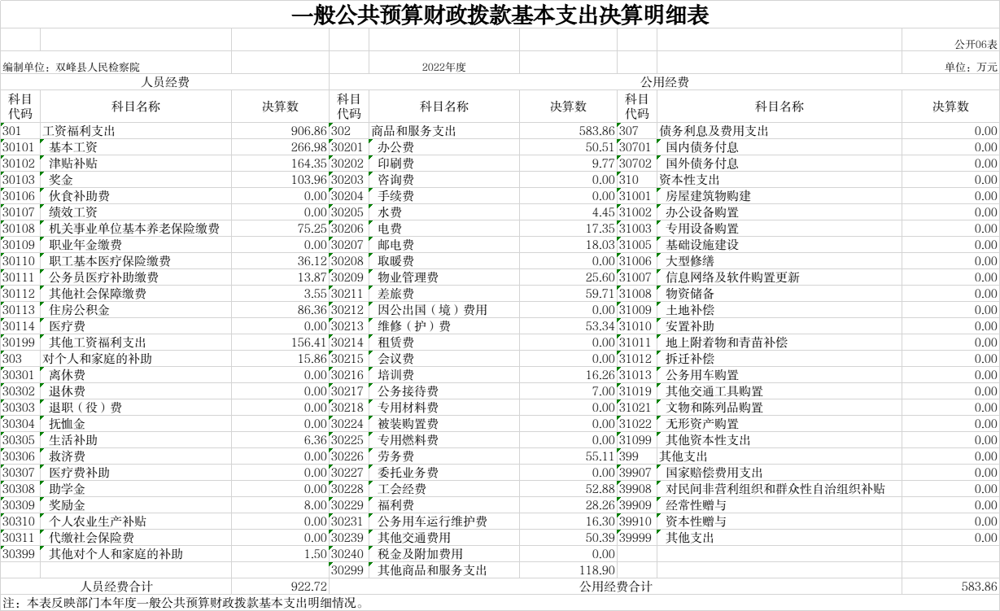 一般公共预算财政拨款基本支出决算明细表
公开06表
编制单位：双峰县人民检察院 2022年度 单位：万元
人员经费 公用经费
科目代码 科目名称 决算数 科目代码 科目名称 决算数 科目代码 科目名称 决算数
301 工资福利支出 906.86 302 商品和服务支出 583.86 307 债务利息及费用支出 0.00
30101 基本工资 266.98 30201 办公费 50.51 30701 国内债务付息 0.00
30102 津贴补贴 164.35 30202 印刷费 9.77 30702 国外债务付息 0.00
30103 奖金 103.96 30203 咨询费 0.00 310 资本性支出 0.00
30106 伙食补助费 0.00 30204 手续费 0.00 31001 房屋建筑物购建 0.00
30107 绩效工资 0.00 30205 水费 4.45 31002 办公设备购置 0.00
30108 机关事业单位基本养老保险缴费 75.25 30206 电费 17.35 31003 专用设备购置 0.00
30109 职业年金缴费 0.00 30207 邮电费 18.03 31005 基础设施建设 0.00
30110 职工基本医疗保险缴费 36.12 30208 取暖费 0.00 31006 大型修缮 0.00
30111 公务员医疗补助缴费 13.87 30209 物业管理费 25.60 31007 信息网络及软件购置更新 0.00
30112 其他社会保障缴费 3.55 30211 差旅费 59.71 31008 物资储备 0.00
30113 住房公积金 86.36 30212 因公出国（境）费用 0.00 31009 土地补偿 0.00
30114 医疗费 0.00 30213 维修（护）费 53.34 31010 安置补助 0.00
30199 其他工资福利支出 156.41 30214 租赁费 0.00 31011 地上附着物和青苗补偿 0.00
303 对个人和家庭的补助 15.86 30215 会议费 0.00 31012 拆迁补偿 0.00
30301 离休费 0.00 30216 培训费 16.26 31013 公务用车购置 0.00
30302 退休费 0.00 30217 公务接待费 7.00 31019 其他交通工具购置 0.00
30303 退职（役）费 0.00 30218 专用材料费 0.00 31021 文物和陈列品购置 0.00
30304 抚恤金 0.00 30224 被装购置费 0.00 31022 无形资产购置 0.00
30305 生活补助 6.36 30225 专用燃料费 0.00 31099 其他资本性支出 0.00
30306 救济费 0.00 30226 劳务费 55.11 399 其他支出 0.00
30307 医疗费补助 0.00 30227 委托业务费 0.00 39907 国家赔偿费用支出 0.00
30308 助学金 0.00 30228 工会经费 52.88 39908 对民间非营利组织和群众性自治组织补贴 0.00
30309 奖励金 8.00 30229 福利费 28.26 39909 经常性赠与 0.00
30310 个人农业生产补贴 0.00 30231 公务用车运行维护费 16.30 39910 资本性赠与 0.00
30311 代缴社会保险费 0.00 30239 其他交通费用 50.39 39999 其他支出 0.00
30399 其他对个人和家庭的补助 1.50 30240 税金及附加费用 0.00
30299 其他商品和服务支出 118.90
人员经费合计 922.72 公用经费合计 583.86
注：本表反映部门本年度一般公共预算财政拨款基本支出明细情况。